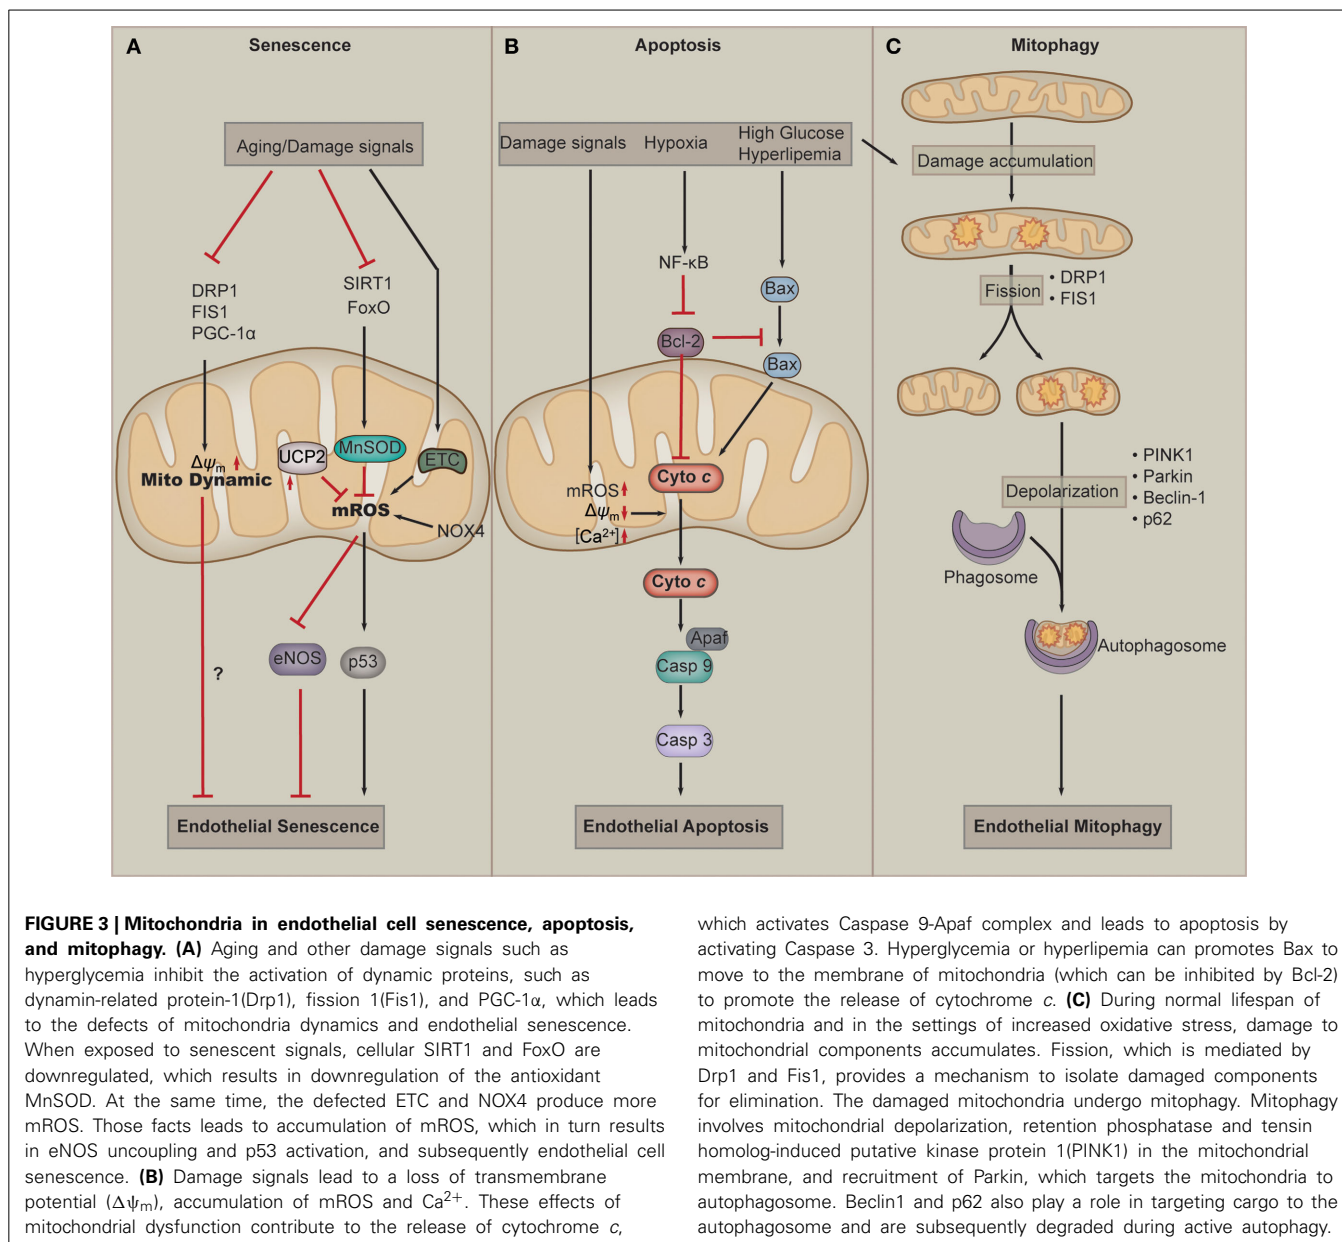 A
Senescence
Aging/Damage signals
DRP1
FIS1
PGC-1α
SIRT1
FoxO
Δψm
Mito Dynamic
UCP2
MnSOD
ETC
mROS
NOX4
eNOS
p53
?
Endothelial Senescence
B
Apoptosis
Damage signals
Hypoxia
High Glucose
Hyperlipemia
NF-κB
Bax
Bcl-2
Bax
Cyto c
mROS
Δψm
[Ca2+]
Cyto c
Apaf
Casp 9
Casp 3
Endothelial Apoptosis
C
Mitophagy
Damage accumulation
Fission
• DRP1
• FIS1
Depolarization
• PINK1
• Parkin
• Beclin-1
• p62
Phagosome
Autophagosome
Endothelial Mitophagy
FIGURE 3 | Mitochondria in endothelial cell senescence, apoptosis,
and mitophagy. (A) Aging and other damage signals such as
hyperglycemia inhibit the activation of dynamic proteins, such as
dynamin-related protein-1(Drp1), fission 1(Fis1), and PGC-1α, which leads
to the defects of mitochondria dynamics and endothelial senescence.
When exposed to senescent signals, cellular SIRT1 and FoxO are
downregulated, which results in downregulation of the antioxidant
MnSOD. At the same time, the defected ETC and NOX4 produce more
mROS. Those facts leads to accumulation of mROS, which in turn results
in eNOS uncoupling and p53 activation, and subsequently endothelial cell
senescence. (B) Damage signals lead to a loss of transmembrane
potential (Δψm), accumulation of mROS and Ca2+. These effects of
mitochondrial dysfunction contribute to the release of cytochrome c,
which activates Caspase 9-Apaf complex and leads to apoptosis by
activating Caspase 3. Hyperglycemia or hyperlipemia can promotes Bax to
move to the membrane of mitochondria (which can be inhibited by Bcl-2)
to promote the release of cytochrome c. (C) During normal lifespan of
mitochondria and in the settings of increased oxidative stress, damage to
mitochondrial components accumulates. Fission, which is mediated by
Drp1 and Fis1, provides a mechanism to isolate damaged components
for elimination. The damaged mitochondria undergo mitophagy. Mitophagy
involves mitochondrial depolarization, retention phosphatase and tensin
homolog-induced putative kinase protein 1(PINK1) in the mitochondrial
membrane, and recruitment of Parkin, which targets the mitochondria to
autophagosome. Beclin1 and p62 also play a role in targeting cargo to the
autophagosome and are subsequently degraded during active autophagy.